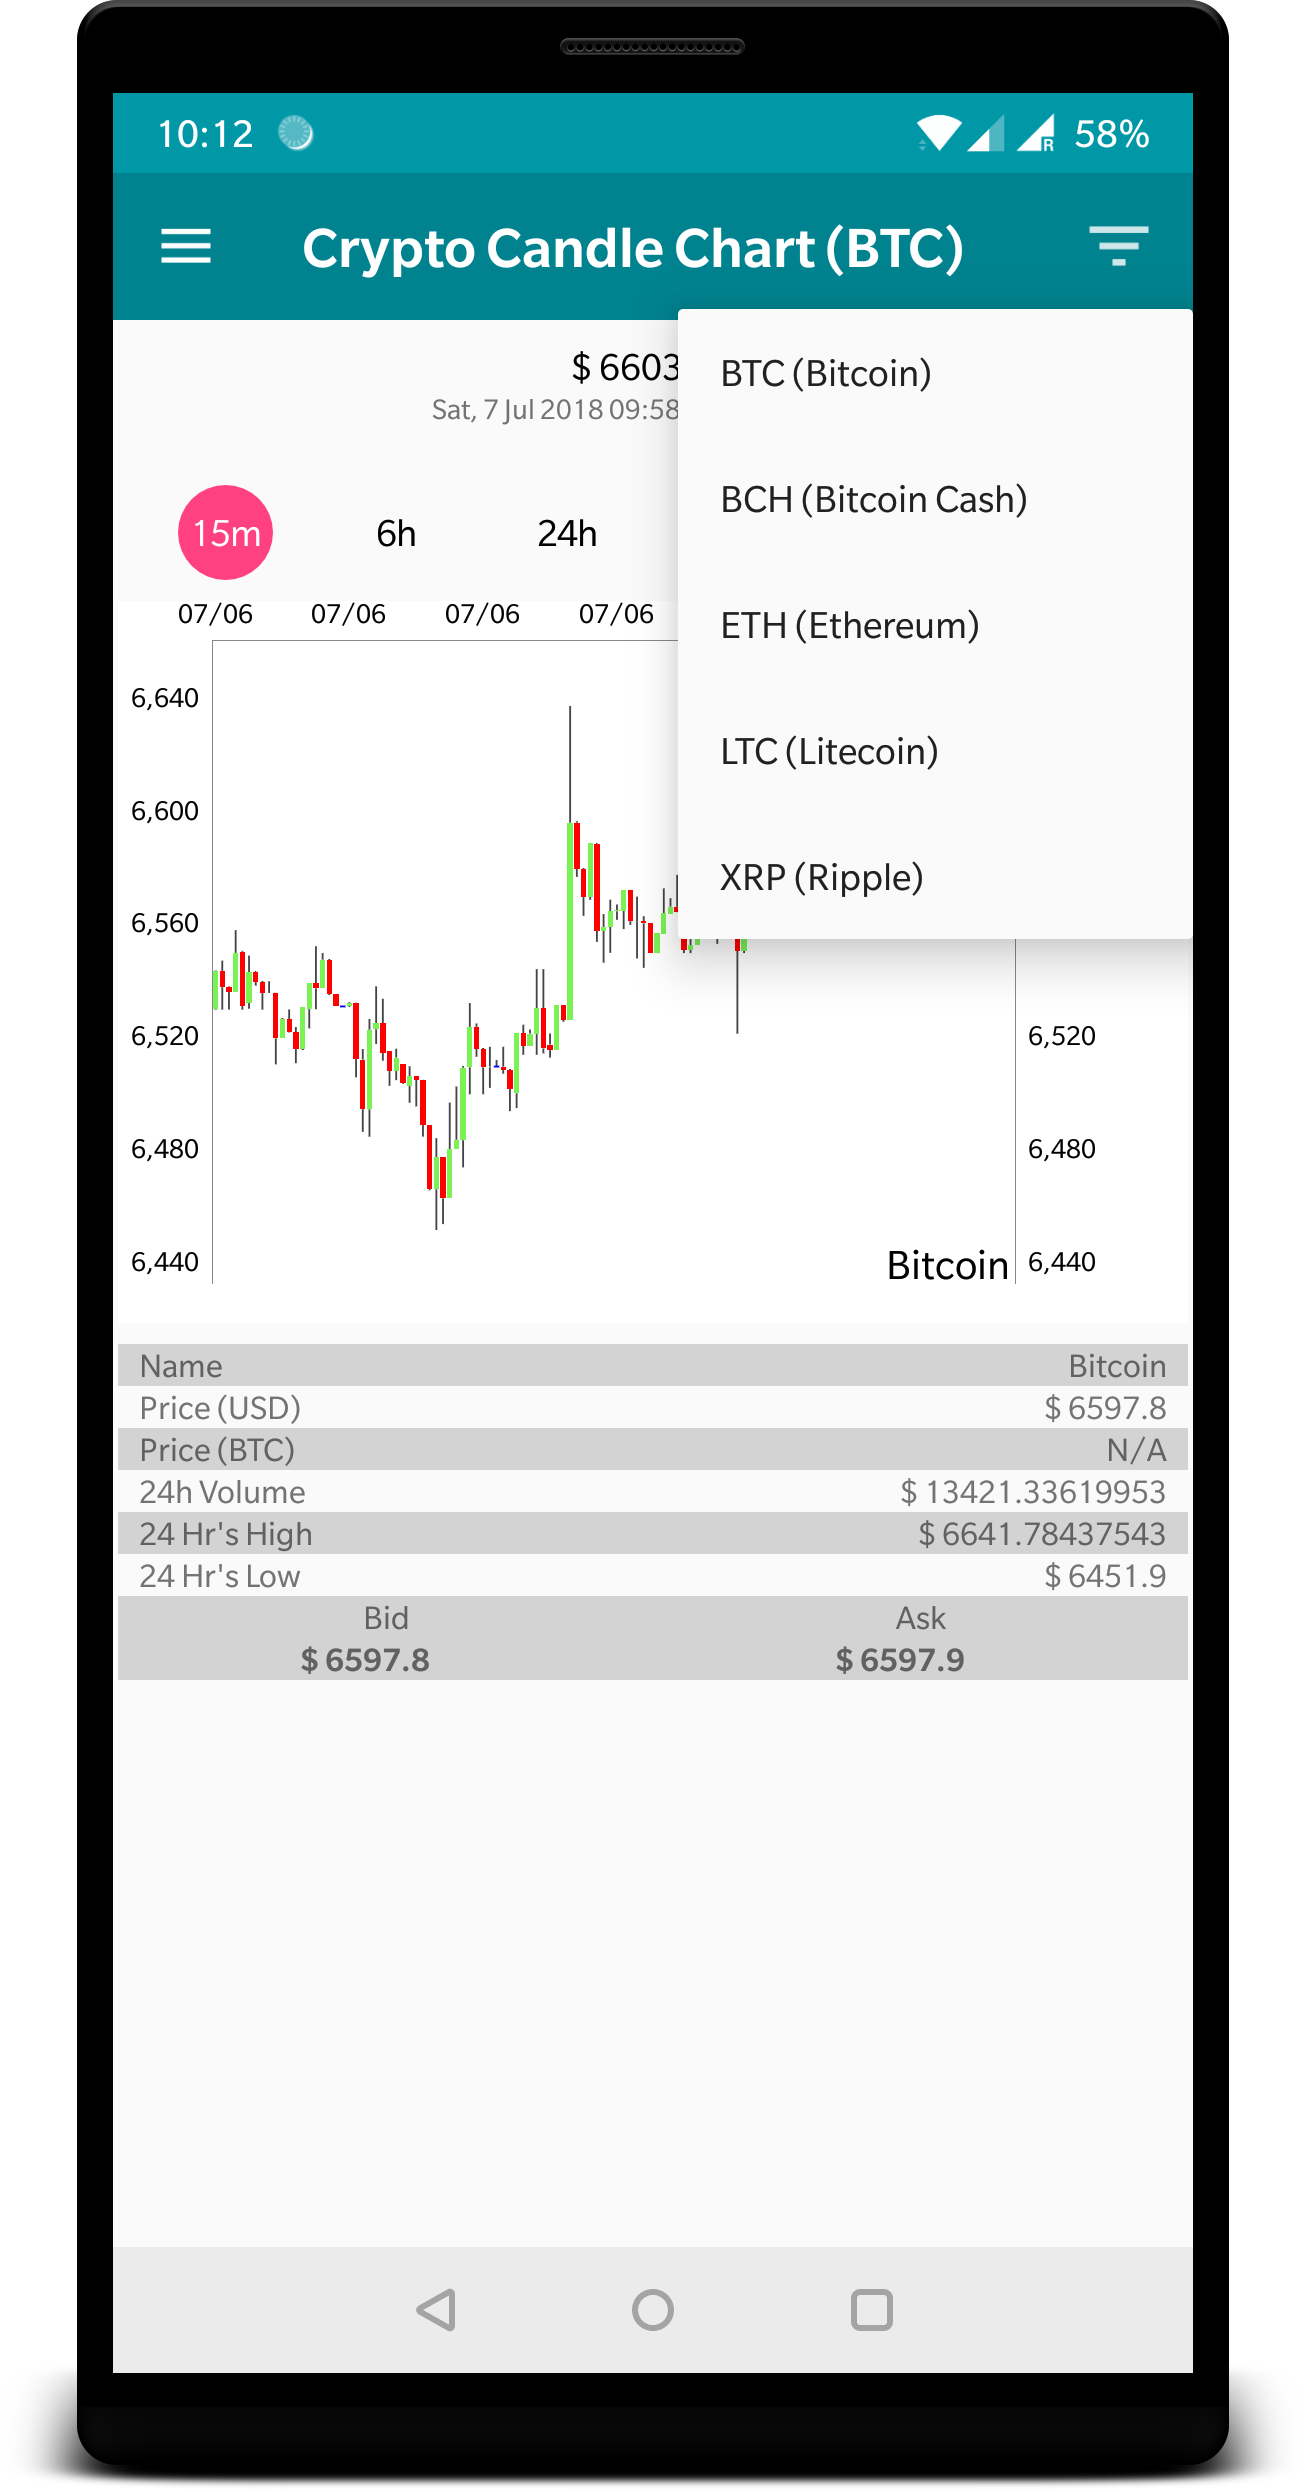 10:12 58%
Crypto Candle Chart (BTC)
$ 6603
Sat, 7 Jul 2018 09:58
BTC (Bitcoin)
BCH (Bitcoin Cash)
ETH (Ethereum)
LTC (Litecoin)
XRP (Ripple)
15m 6h 24h
07/06 07/06 07/06 07/06
6,640
6,600
6,560
6,520 6,520
6,480 6,480
6,440 Bitcoin 6,440
Name Bitcoin
Price (USD) $ 6597.8
Price (BTC) N/A
24h Volume $ 13421.33619953
24 Hr's High $ 6641.78437543
24 Hr's Low $ 6451.9
Bid Ask
$ 6597.8 $ 6597.9